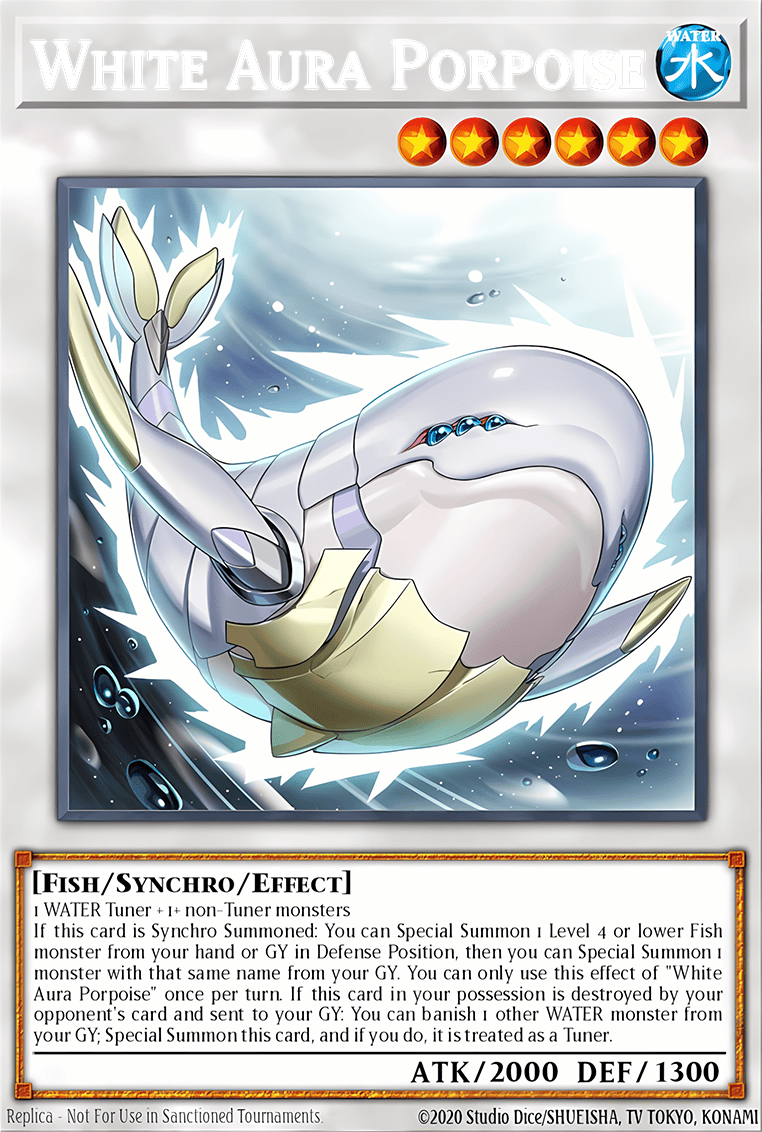 White Aura Porpoise
WATER
水
[Fish/Synchro/Effect]
1 WATER Tuner + 1+ non-Tuner monsters
If this card is Synchro Summoned: You can Special Summon 1 Level 4 or lower Fish
monster from your hand or GY in Defense Position, then you can Special Summon 1
monster with that same name from your GY. You can only use this effect of "White
Aura Porpoise" once per turn. If this card in your possession is destroyed by your
opponent's card and sent to your GY: You can banish 1 other WATER monster from
your GY; Special Summon this card, and if you do, it is treated as a Tuner.
ATK/2000 DEF/1300
Replica - Not For Use in Sanctioned Tournaments.
©2020 Studio Dice/SHUEISHA, TV TOKYO, KONAMI